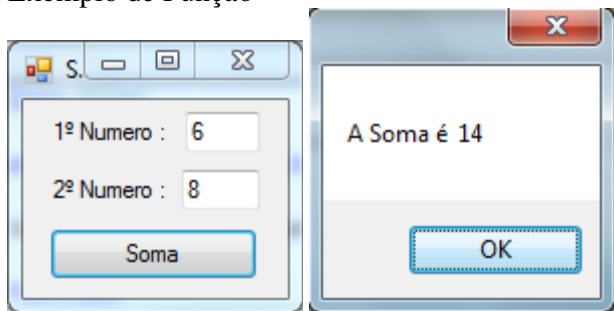 Exemplo de Função
S.
1º Numero : 6
2º Numero : 8
Soma
A Soma é 14
OK